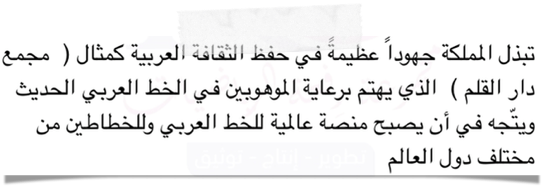 تبذل المملكة جهوداً عظيمةً في حفظ الثقافة العربية كمثال ( مجمع
دار القلم ) الذي يهتم برعاية الموهوبين في الخط العربي الحديث
ويتّجه في أن يصبح منصة عالمية للخط العربي وللخطاطين من
مختلف دول العالم